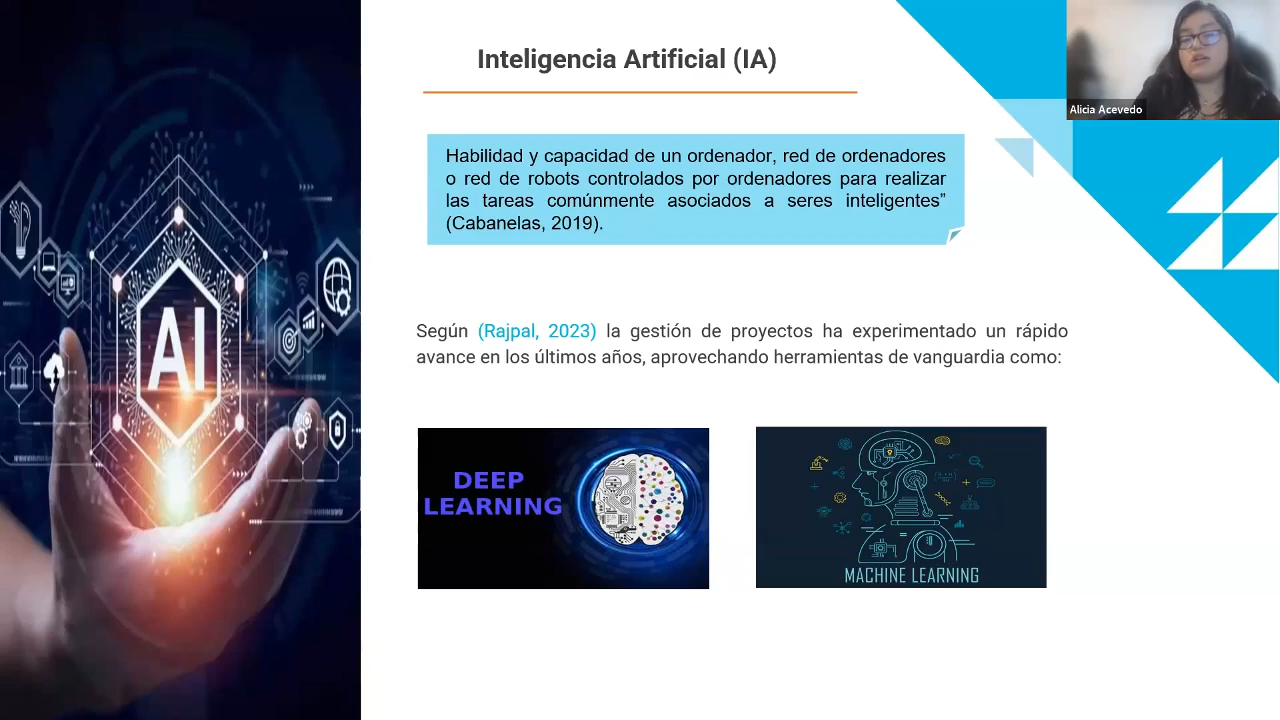 Inteligencia Artificial (IA)
Alicia Acevedo
Habilidad y capacidad de un ordenador, red de ordenadores
o red de robots controlados por ordenadores para realizar
las tareas comúnmente asociados a seres inteligentes”
(Cabanelas, 2019).
AI
Según (Rajpal, 2023) la gestión de proyectos ha experimentado un rápido
avance en los últimos años, aprovechando herramientas de vanguardia como:
DEEP
LEARNING
MACHINE LEARNING